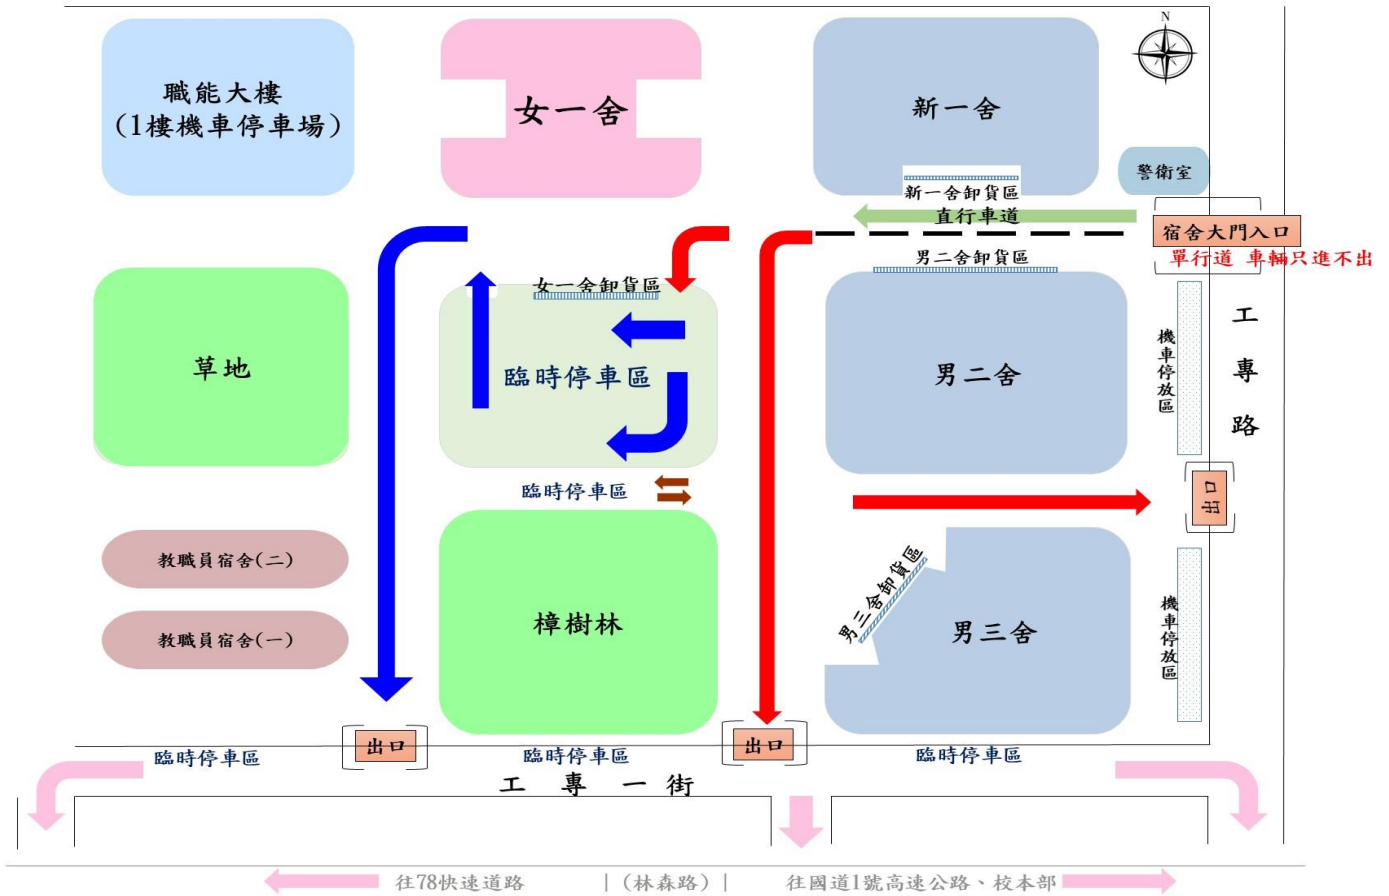 N
職能大樓
(1樓機車停車場)
女一舍
新一舍
警衛室
新一舍卸貨區
直行車道
宿舍大門入口
單行道 車輛只進不出
男二舍卸貨區
女一舍卸貨區
草地
臨時停車區
男二舍
機車停放區
工專路
臨時停車區
出口
教職員宿舍(二)
教職員宿舍(一)
樟樹林
男三舍卸貨區
男三舍
機車停放區
出口
出口
臨時停車區
臨時停車區
臨時停車區
工專一街
往78快速道路
|(林森路)|
往國道1號高速公路、校本部